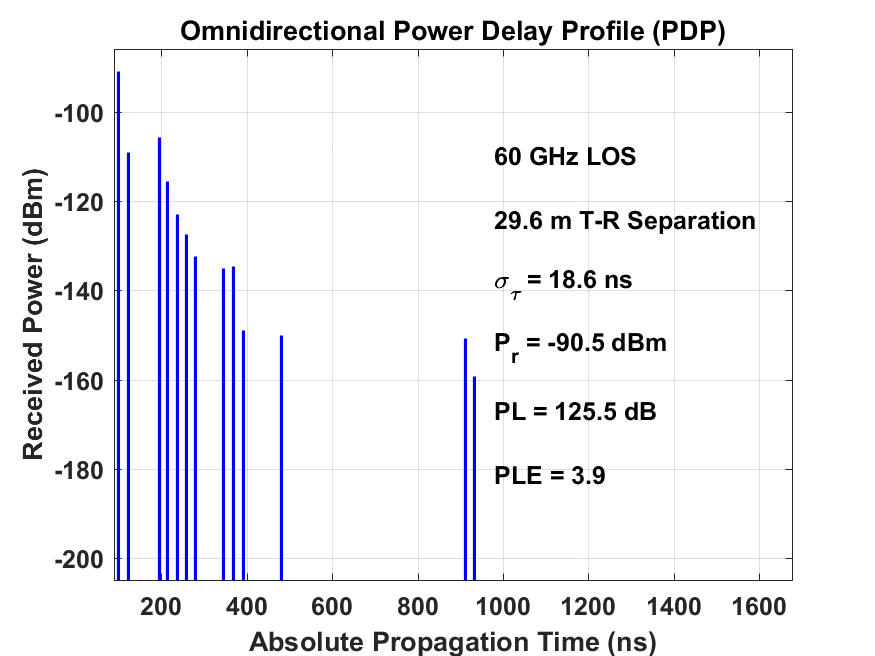 Omnidirectional Power Delay Profile (PDP)
Received Power (dBm)
-100
-120
-140
-160
-180
-200
60 GHz LOS
29.6 m T-R Separation
σ_τ = 18.6 ns
P_r = -90.5 dBm
PL = 125.5 dB
PLE = 3.9
200 400 600 800 1000 1200 1400 1600
Absolute Propagation Time (ns)